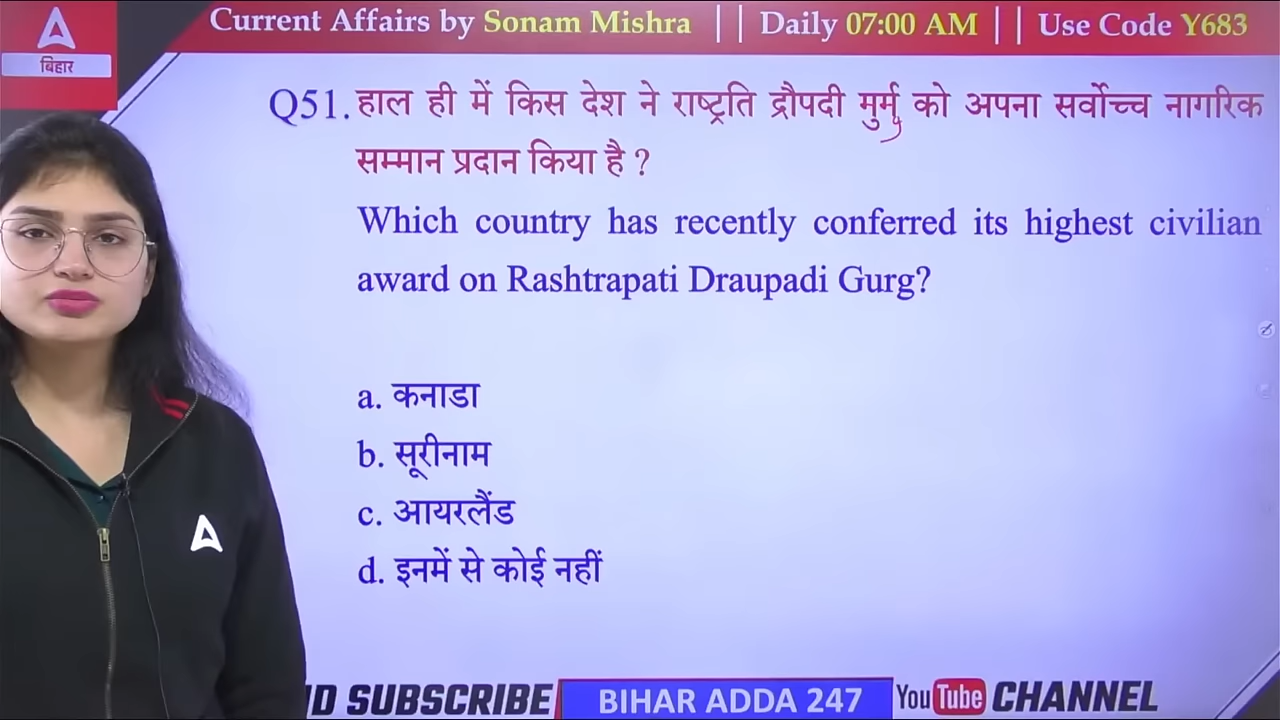 Current Affairs by Sonam Mishra || Daily 07:00 AM || Use Code Y683
बिहार
Q51. हाल ही में किस देश ने राष्ट्रति द्रौपदी मुर्मू को अपना सर्वोच्च नागरिक
सम्मान प्रदान किया है ?
Which country has recently conferred its highest civilian
award on Rashtrapati Draupadi Gurg?
a. कनाडा
b. सूरीनाम
c. आयरलैंड
d. इनमें से कोई नहीं
D SUBSCRIBE BIHAR ADDA 247 YouTube CHANNEL